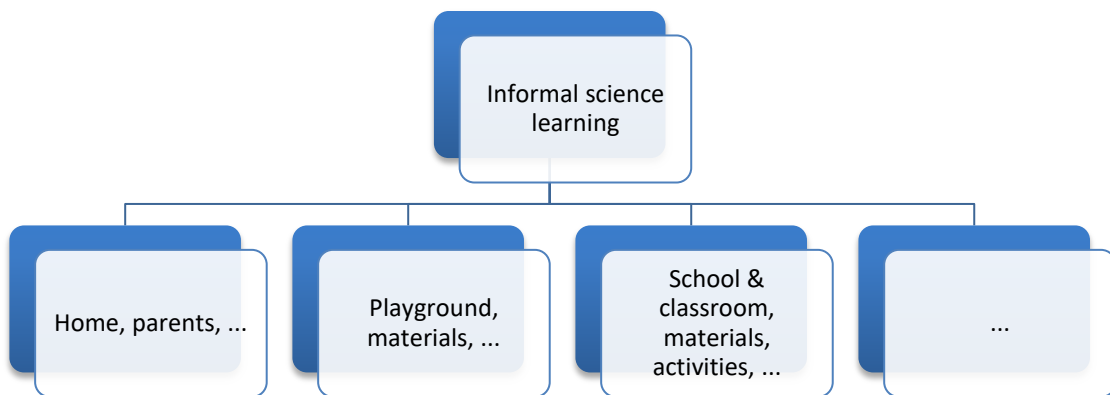 Informal science
learning
Home, parents, ...
Playground,
materials, ...
School &
classroom,
materials,
activities, ...
...